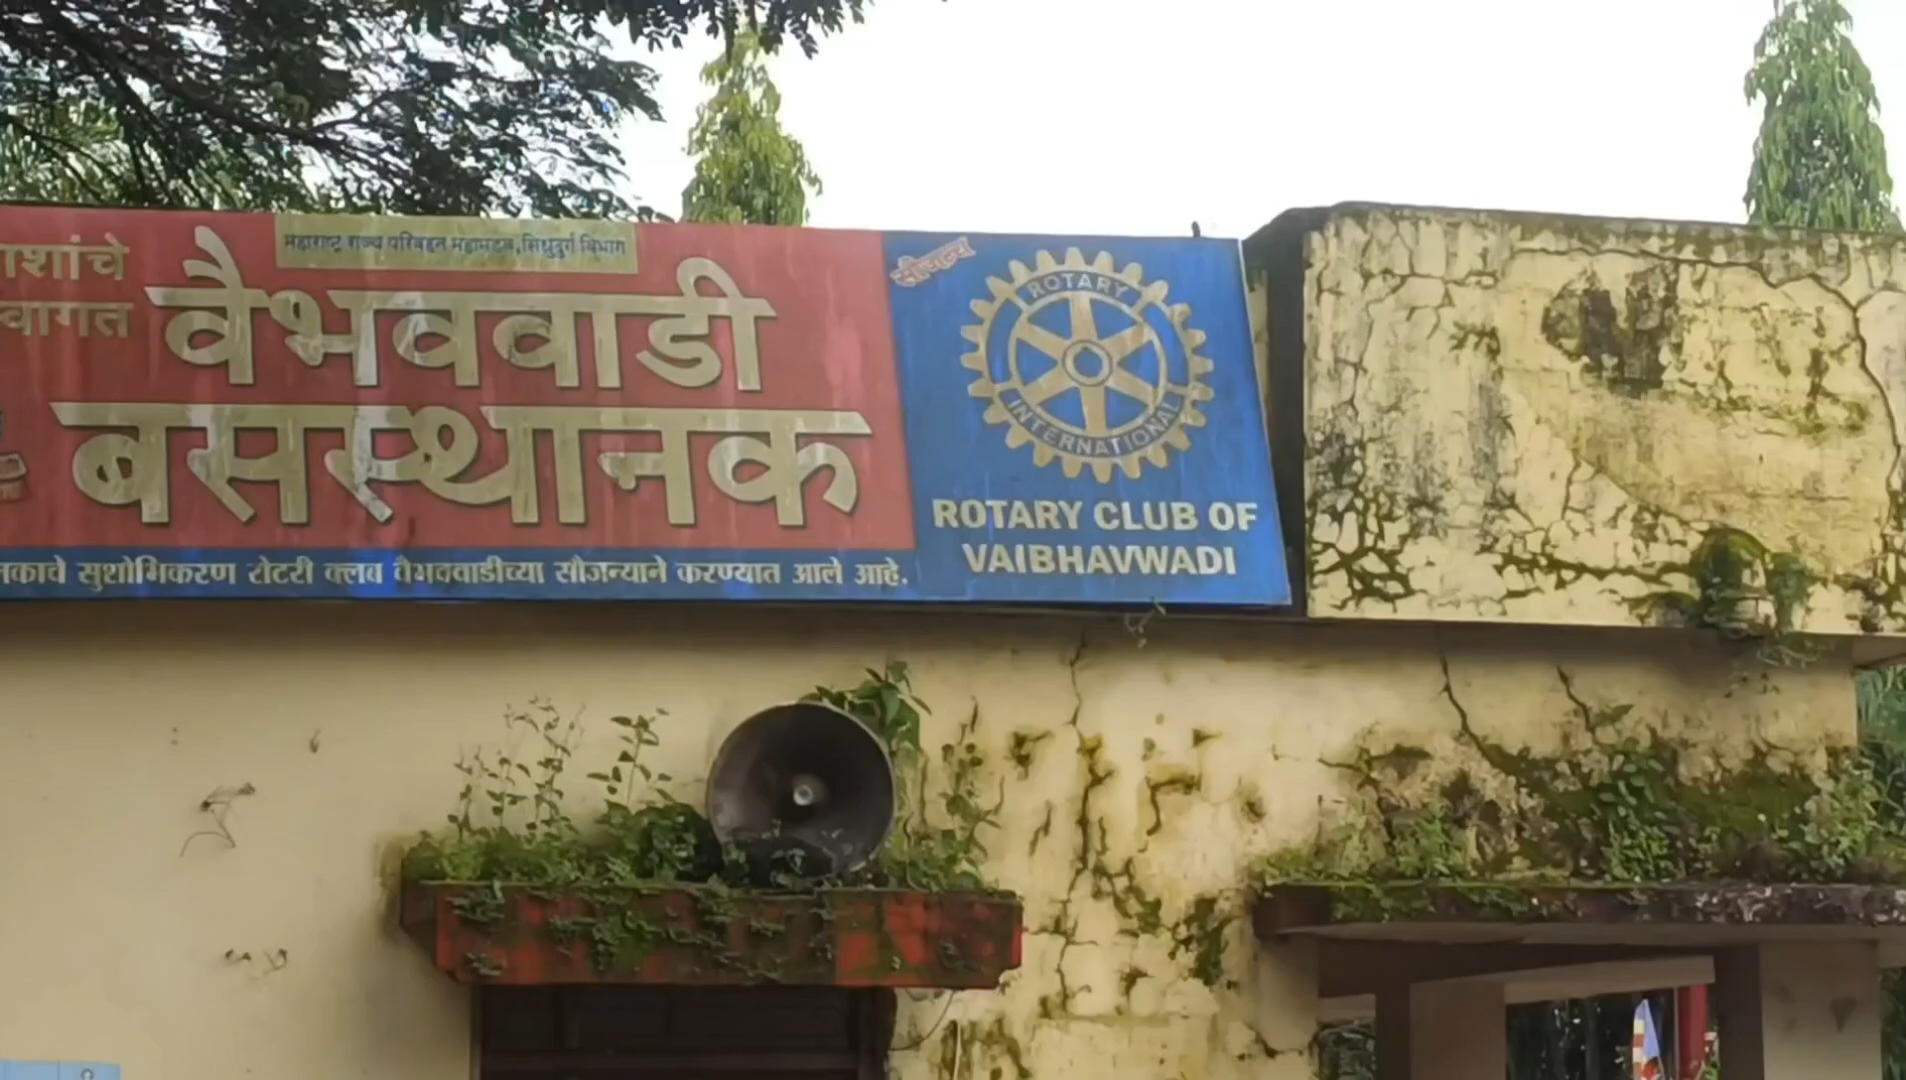 महाराष्ट्र राज्य परिवहन महामंडळ, सिंधुदुर्ग विभाग
वैभववाडी
बसस्थानक
सौजन्य
ROTARY
INTERNATIONAL
ROTARY CLUB OF
VAIBHAVWADI
सुशोभिकरण रोटरी क्लब वैभववाडीच्या सौजन्याने करण्यात आले आहे.